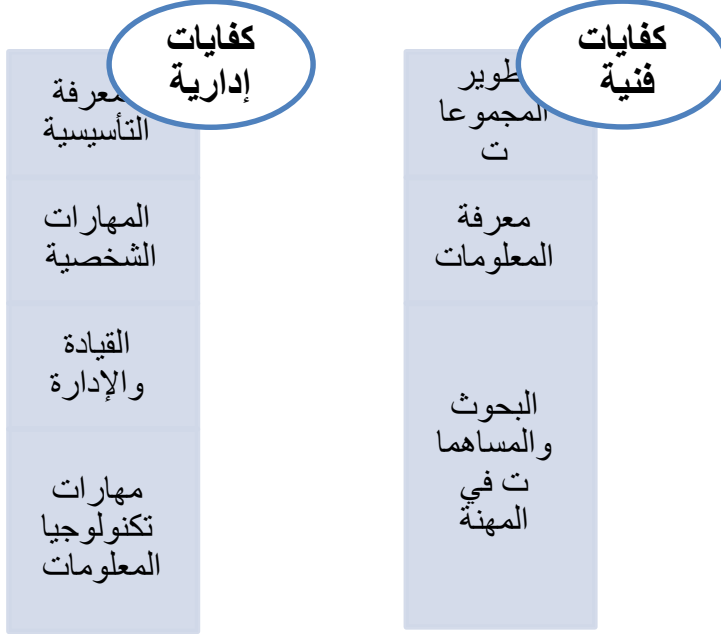 كفايات
فنية
طوير
المجموعا
ت
معرفة
المعلومات
البحوث
والمساهما
ت في
المهنة
كفايات
إدارية
معرفة
التأسيسية
المهارات
الشخصية
القيادة
والإدارة
مهارات
تكنولوجيا
المعلومات